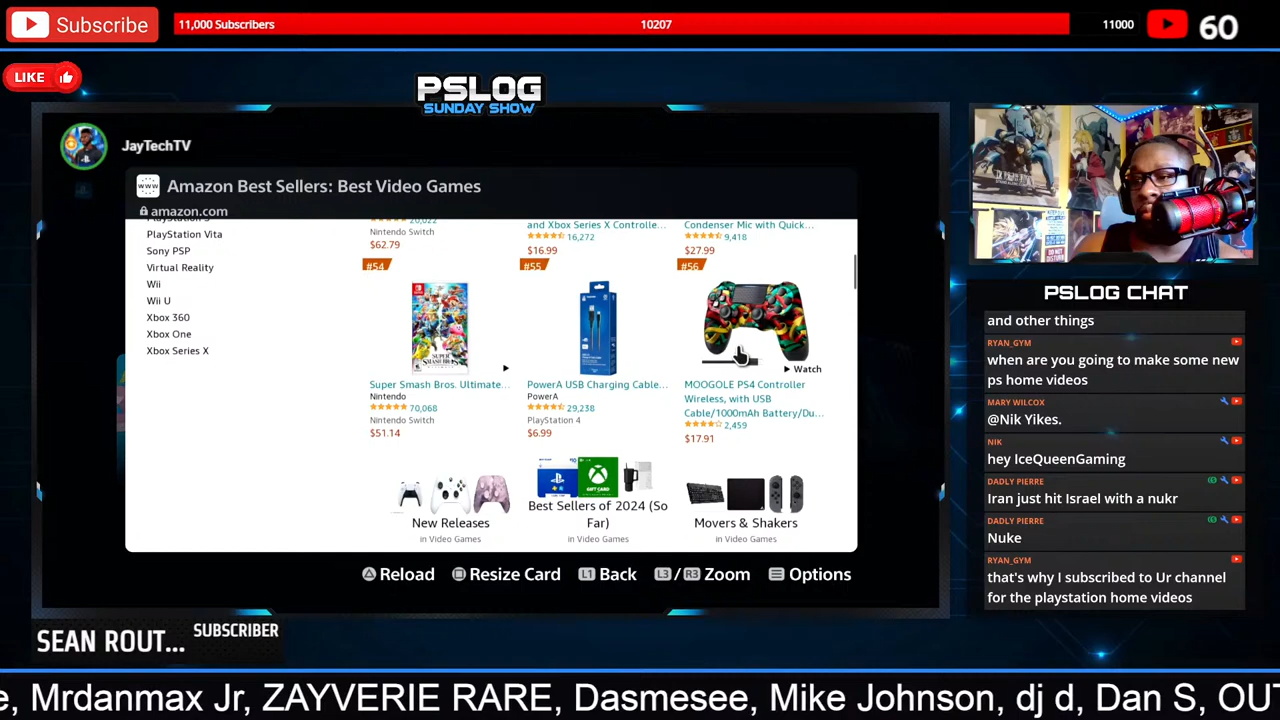 Subscribe
11,000 Subscribers
10207
11000
60
LIKE
PSLOG
SUNDAY SHOW
JayTechTV
www
Amazon Best Sellers: Best Video Games
amazon.com
PlayStation Vita
Sony PSP
Virtual Reality
Wii
Wii U
Xbox 360
Xbox One
Xbox Series X
20,022
Nintendo Switch
$62.79
and Xbox Series X Controlle...
16,272
$16.99
Condenser Mic with Quick...
9,418
$27.99
#54
#55
#56
SUPER SMASH BROS.
Watch
Super Smash Bros. Ultimate...
Nintendo
70,068
Nintendo Switch
$51.14
PowerA USB Charging Cable...
PowerA
29,238
PlayStation 4
$6.99
MOOGOLE PS4 Controller
Wireless, with USB
Cable/1000mAh Battery/Du...
2,459
$17.91
New Releases
in Video Games
GIFT CARD
Best Sellers of 2024 (So
Far)
in Video Games
Movers & Shakers
in Video Games
Reload
Resize Card
L1 Back
L3/R3 Zoom
Options
PSLOG CHAT
and other things
RYAN_GYM
when are you going to make some new
ps home videos
MARY WILCOX
@Nik Yikes.
NIK
hey IceQueenGaming
DADLY PIERRE
Iran just hit Israel with a nukr
DADLY PIERRE
Nuke
RYAN_GYM
that's why I subscribed to Ur channel
for the playstation home videos
SEAN ROUT...
SUBSCRIBER
e, Mrdanmax Jr, ZAYVERIE RARE, Dasmesee, Mike Johnson, dj d, Dan S, OUT